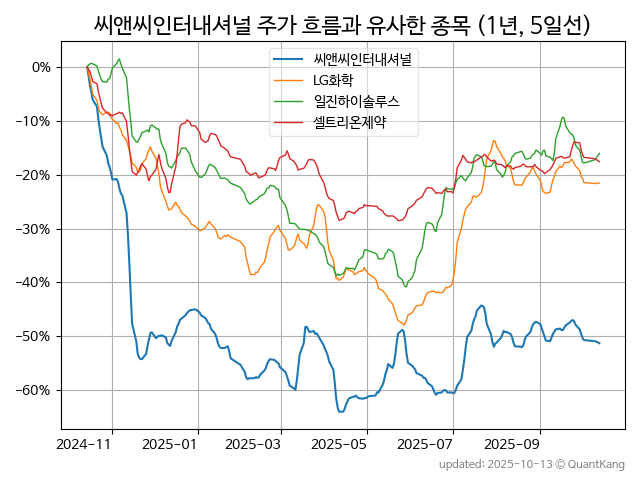 씨앤씨인터내셔널 주가 흐름과 유사한 종목 (1년, 5일선)
씨앤씨인터내셔널
LG화학
일진하이솔루스
셀트리온제약
0%
−10%
−20%
−30%
−40%
−50%
−60%
2024-11
2025-01
2025-03
2025-05
2025-07
2025-09
updated: 2025-10-13 © QuantKang